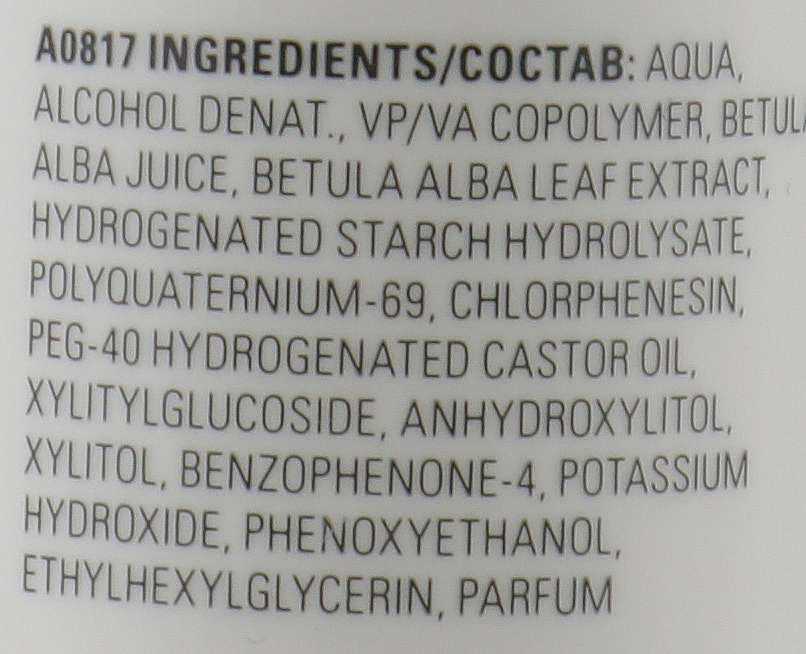 A0817 INGREDIENTS/СОСТАВ: AQUA,
ALCOHOL DENAT., VP/VA COPOLYMER, BETULA
ALBA JUICE, BETULA ALBA LEAF EXTRACT,
HYDROGENATED STARCH HYDROLYSATE,
POLYQUATERNIUM-69, CHLORPHENESIN,
PEG-40 HYDROGENATED CASTOR OIL,
XYLITYLGLUCOSIDE, ANHYDROXYLITOL,
XYLITOL, BENZOPHENONE-4, POTASSIUM
HYDROXIDE, PHENOXYETHANOL,
ETHYLHEXYLGLYCERIN, PARFUM